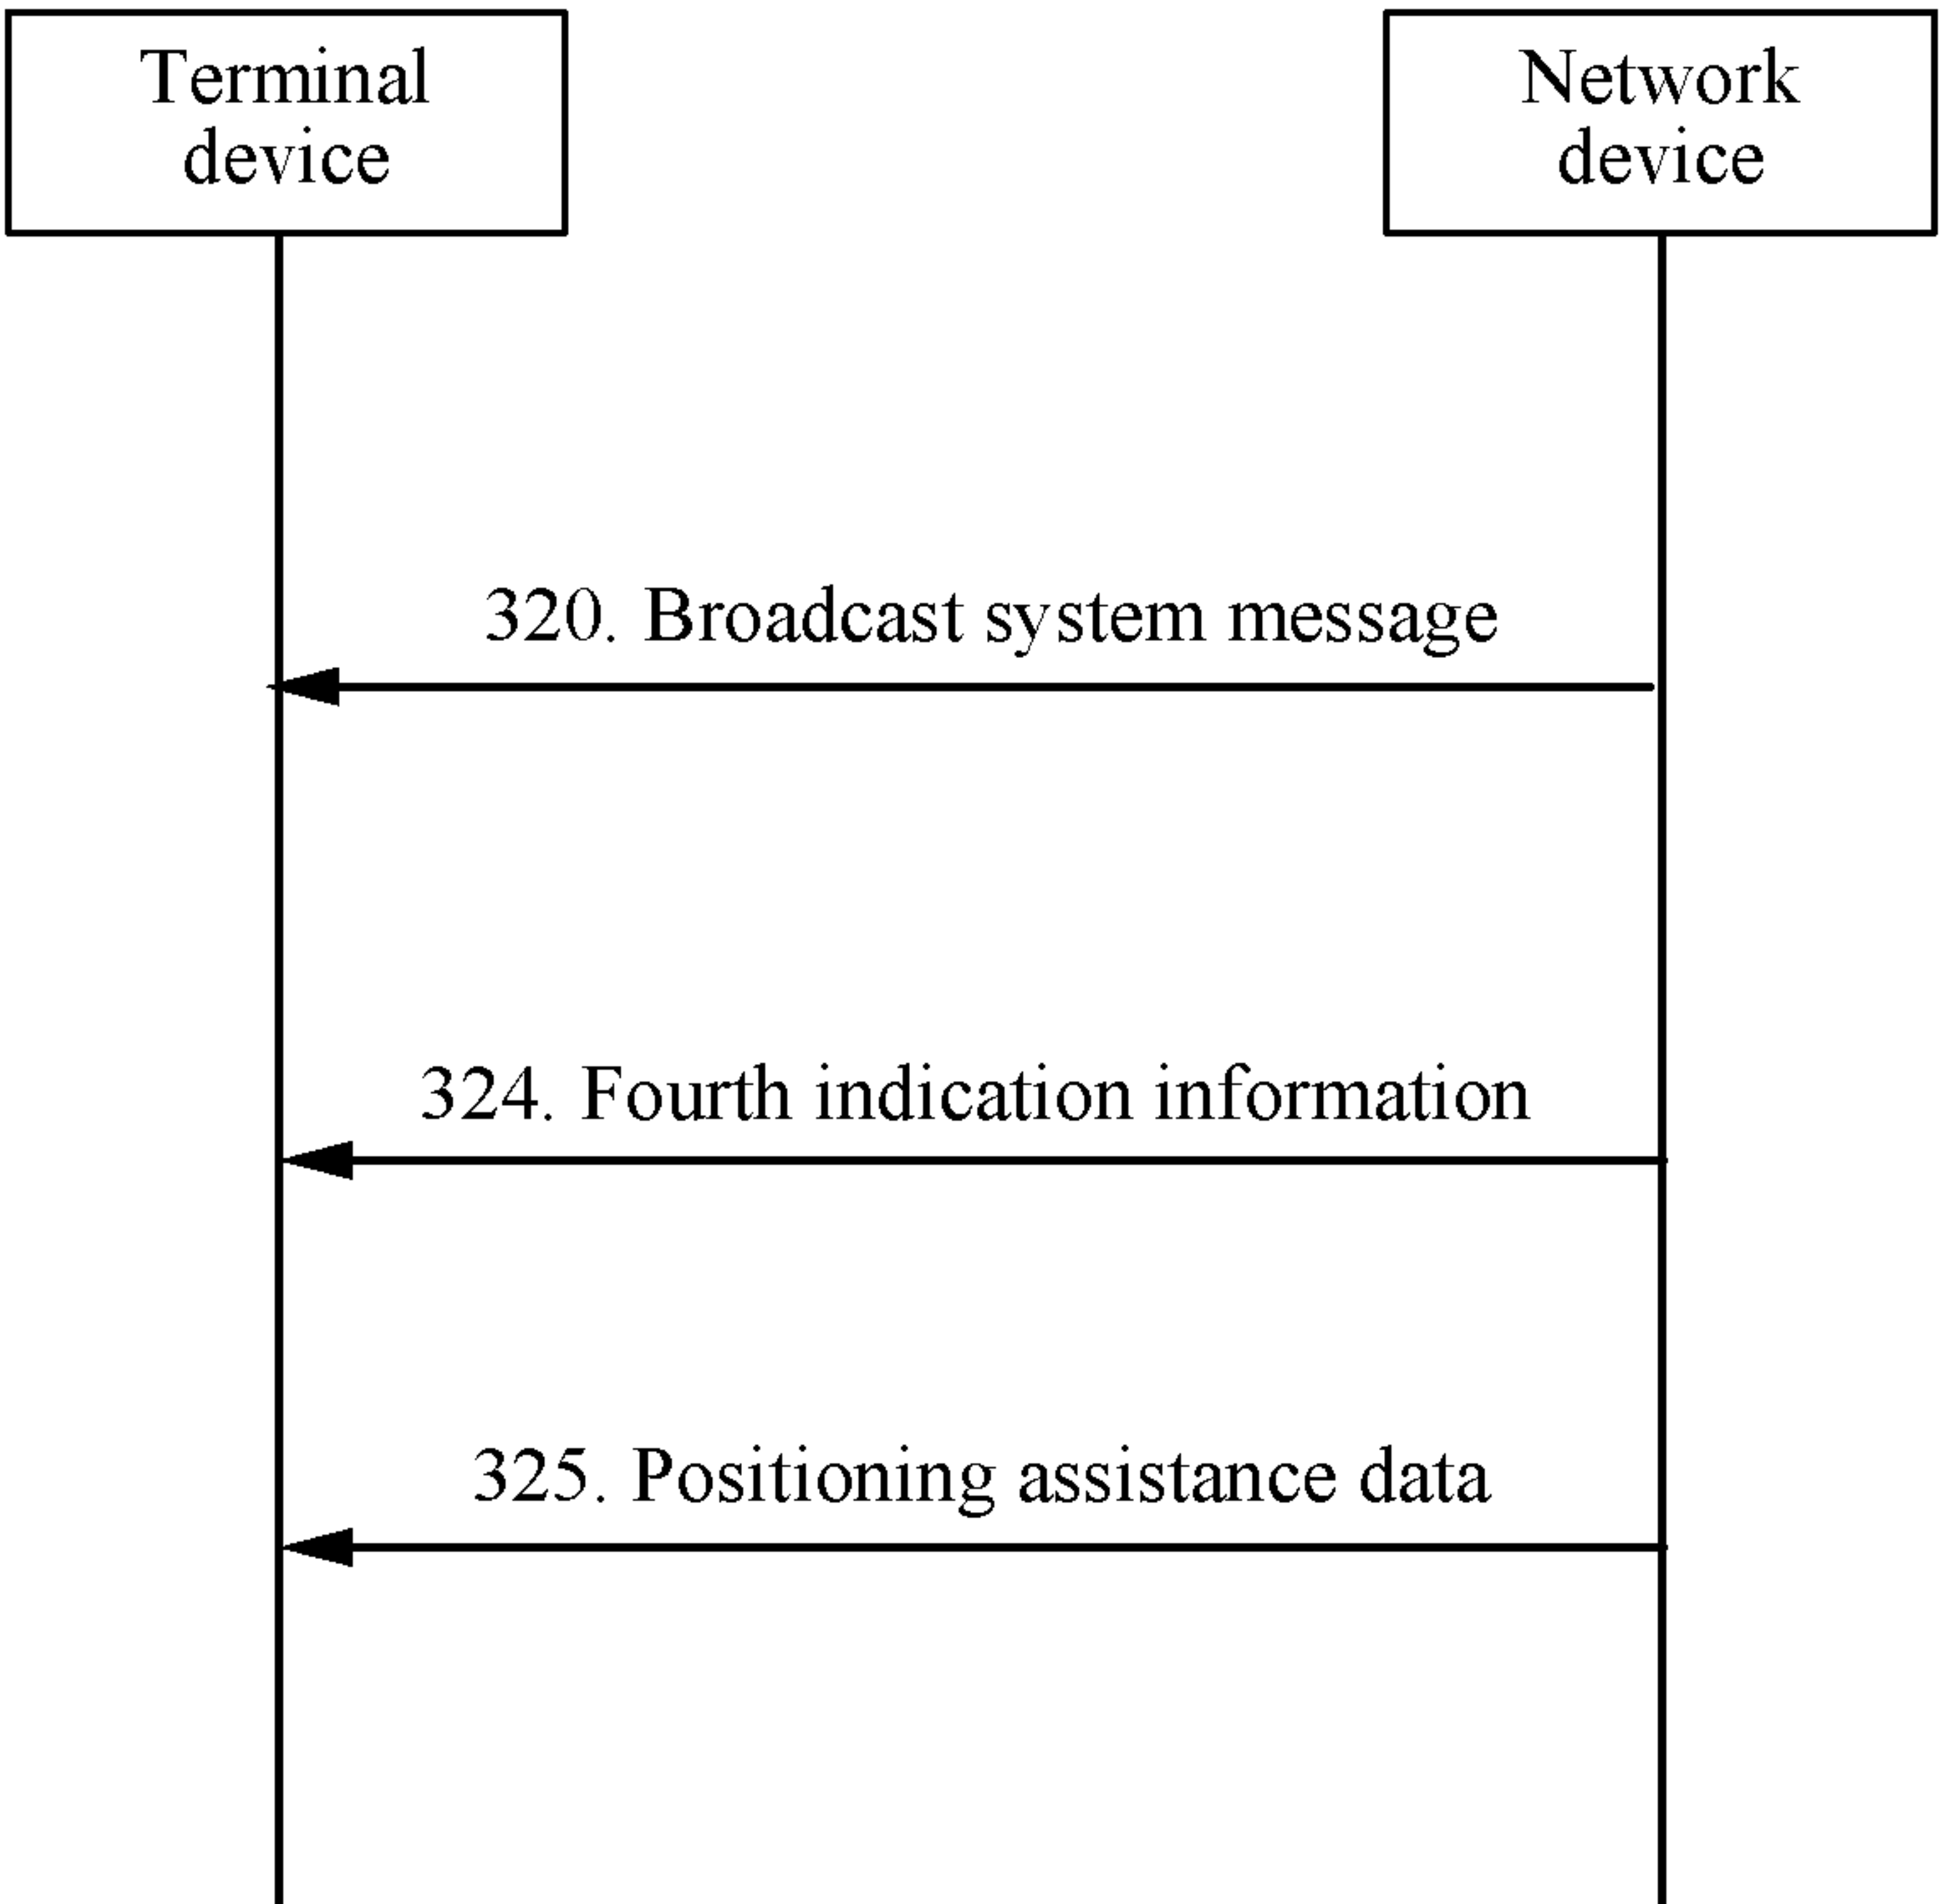 Terminal
device
Network
device
320. Broadcast system message
324. Fourth indication information
325. Positioning assistance data